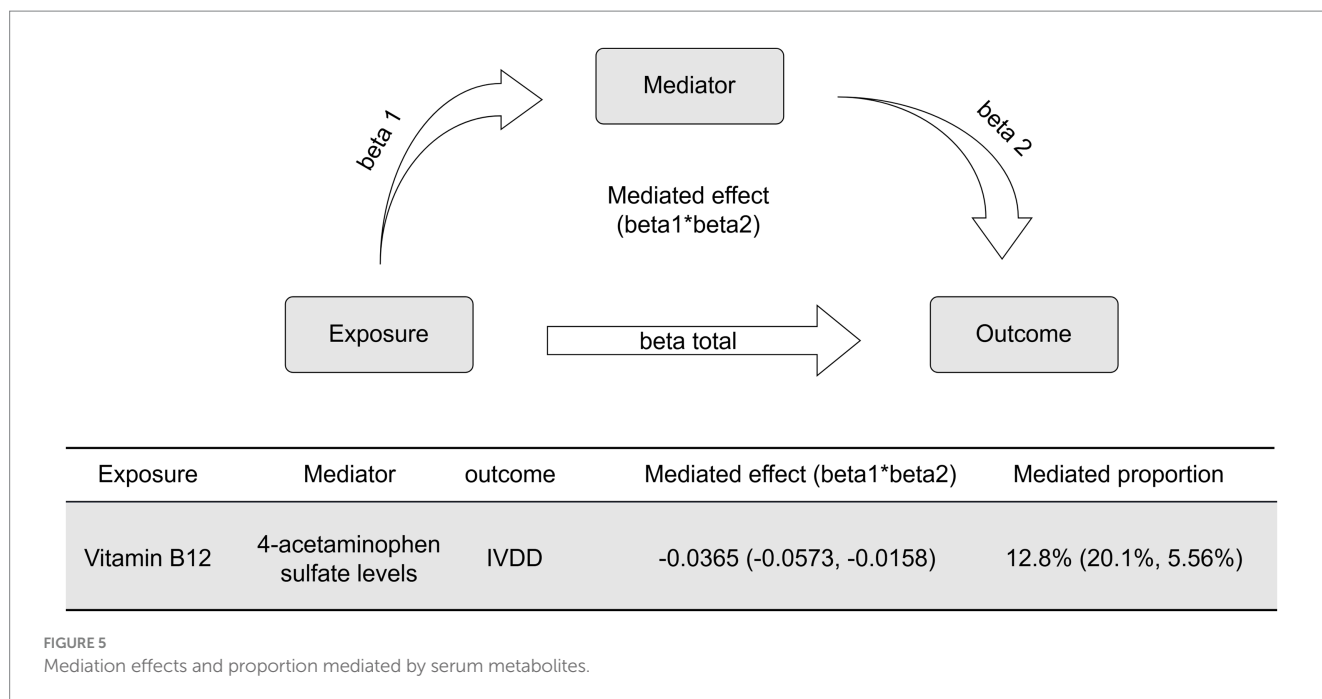 Mediator
beta 1
beta 2
Mediated effect
(beta1*beta2)
Exposure
beta total
Outcome
Exposure Mediator outcome Mediated effect (beta1*beta2) Mediated proportion
Vitamin B12 4-acetaminophen sulfate levels IVDD -0.0365 (-0.0573, -0.0158) 12.8% (20.1%, 5.56%)
FIGURE 5
Mediation effects and proportion mediated by serum metabolites.